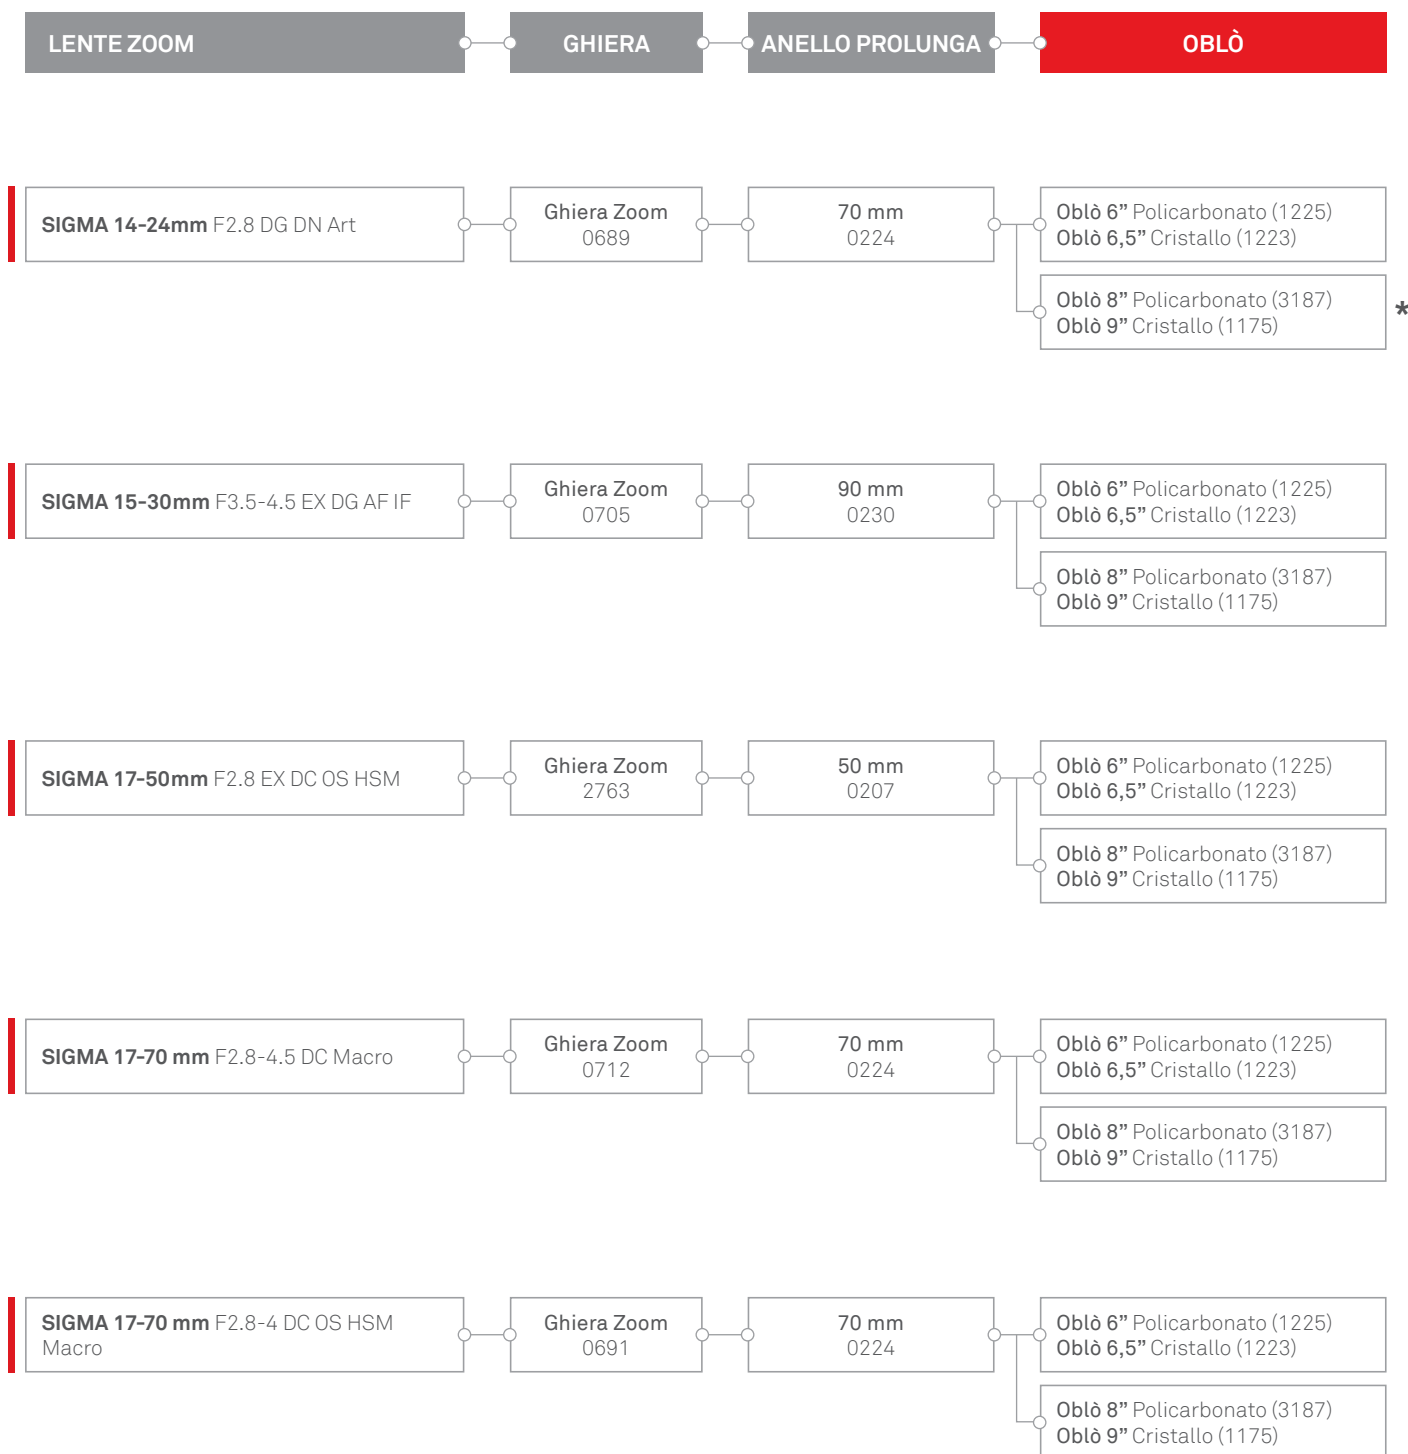 LENTE ZOOM
GHIERA
ANELLO PROLUNGA
OBLÒ
SIGMA 14-24mm F2.8 DG DN Art
Ghiera Zoom
0689
70 mm
0224
Oblò 6” Policarbonato (1225)
Oblò 6,5” Cristallo (1223)
Oblò 8” Policarbonato (3187)
Oblò 9” Cristallo (1175)
*
SIGMA 15-30mm F3.5-4.5 EX DG AF IF
Ghiera Zoom
0705
90 mm
0230
Oblò 6” Policarbonato (1225)
Oblò 6,5” Cristallo (1223)
Oblò 8” Policarbonato (3187)
Oblò 9” Cristallo (1175)
SIGMA 17-50mm F2.8 EX DC OS HSM
Ghiera Zoom
2763
50 mm
0207
Oblò 6” Policarbonato (1225)
Oblò 6,5” Cristallo (1223)
Oblò 8” Policarbonato (3187)
Oblò 9” Cristallo (1175)
SIGMA 17-70 mm F2.8-4.5 DC Macro
Ghiera Zoom
0712
70 mm
0224
Oblò 6” Policarbonato (1225)
Oblò 6,5” Cristallo (1223)
Oblò 8” Policarbonato (3187)
Oblò 9” Cristallo (1175)
SIGMA 17-70 mm F2.8-4 DC OS HSM
Macro
Ghiera Zoom
0691
70 mm
0224
Oblò 6” Policarbonato (1225)
Oblò 6,5” Cristallo (1223)
Oblò 8” Policarbonato (3187)
Oblò 9” Cristallo (1175)